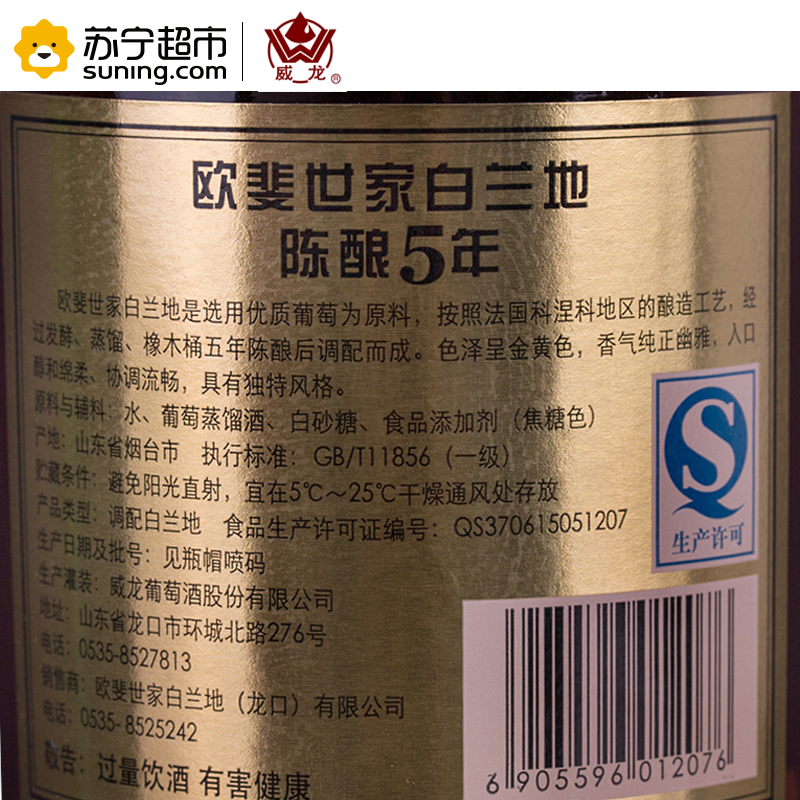 苏宁超市
suning.com
威龙®
欧斐世家白兰地
陈酿5年
欧斐世家白兰地是选用优质葡萄为原料，按照法国科涅科地区的酿造工艺，经
过发酵、蒸馏、橡木桶五年陈酿后调配而成。色泽呈金黄色，香气纯正幽雅，入口
醇和绵柔、协调流畅，具有独特风格。
原料与辅料：水、葡萄蒸馏酒、白砂糖、食品添加剂（焦糖色）
产地：山东省烟台市 执行标准：GB/T11856（一级）
贮藏条件：避免阳光直射，宜在5℃～25℃干燥通风处存放
产品类型：调配白兰地 食品生产许可证编号：QS370615051207
生产日期及批号：见瓶帽喷码
生产灌装：威龙葡萄酒股份有限公司
地址：山东省龙口市环城北路276号
电话：0535-8527813
销售商：欧斐世家白兰地（龙口）有限公司
电话：0535-8525242
敬告：过量饮酒 有害健康
生产许可
6 905596 012076